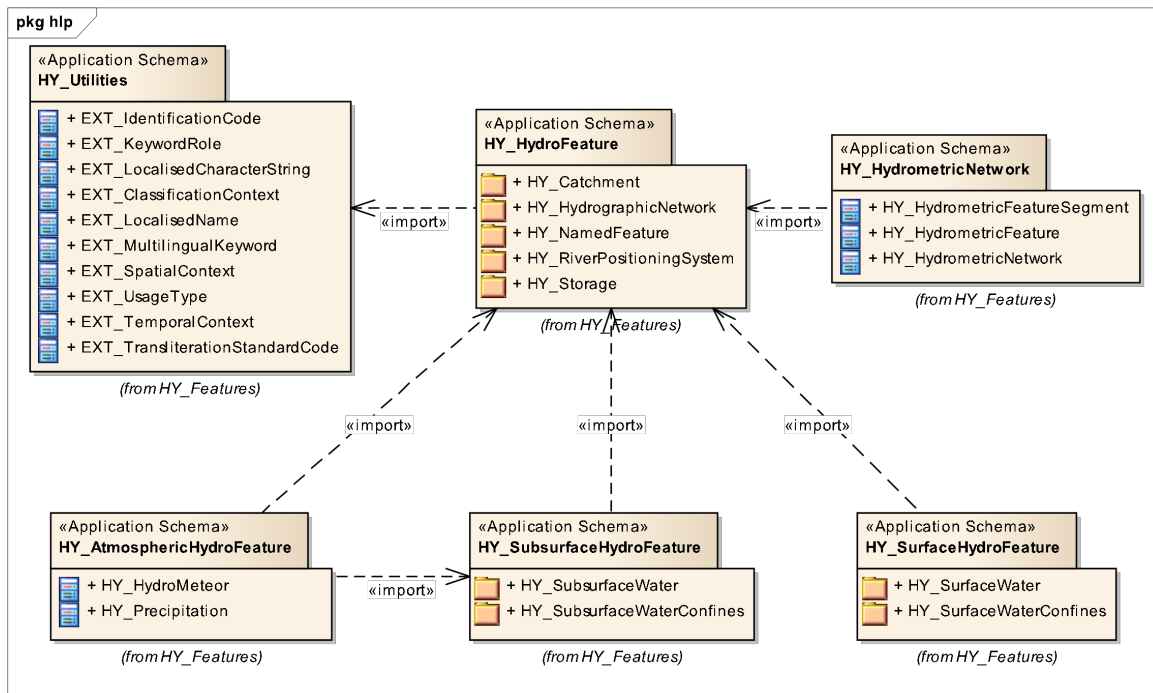 pkg hlp
«Application Schema»
HY_Utilities
+ EXT_IdentificationCode
+ EXT_KeywordRole
+ EXT_LocalisedCharacterString
+ EXT_ClassificationContext
+ EXT_LocalisedName
+ EXT_MultilingualKeyword
+ EXT_SpatialContext
+ EXT_UsageType
+ EXT_TemporalContext
+ EXT_TransliterationStandardCode
(from HY_Features)
«import»
«Application Schema»
HY_HydroFeature
+ HY_Catchment
+ HY_HydrographicNetwork
+ HY_NamedFeature
+ HY_RiverPositioningSystem
+ HY_Storage
(from HY_Features)
«import»
«Application Schema»
HY_HydrometricNetwork
+ HY_HydrometricFeatureSegment
+ HY_HydrometricFeature
+ HY_HydrometricNetwork
(from HY_Features)
«import»
«import»
«import»
«Application Schema»
HY_AtmosphericHydroFeature
+ HY_HydroMeteor
+ HY_Precipitation
(from HY_Features)
«import»
«Application Schema»
HY_SubsurfaceHydroFeature
+ HY_SubsurfaceWater
+ HY_SubsurfaceWaterConfines
(from HY_Features)
«Application Schema»
HY_SurfaceHydroFeature
+ HY_SurfaceWater
+ HY_SurfaceWaterConfines
(from HY_Features)